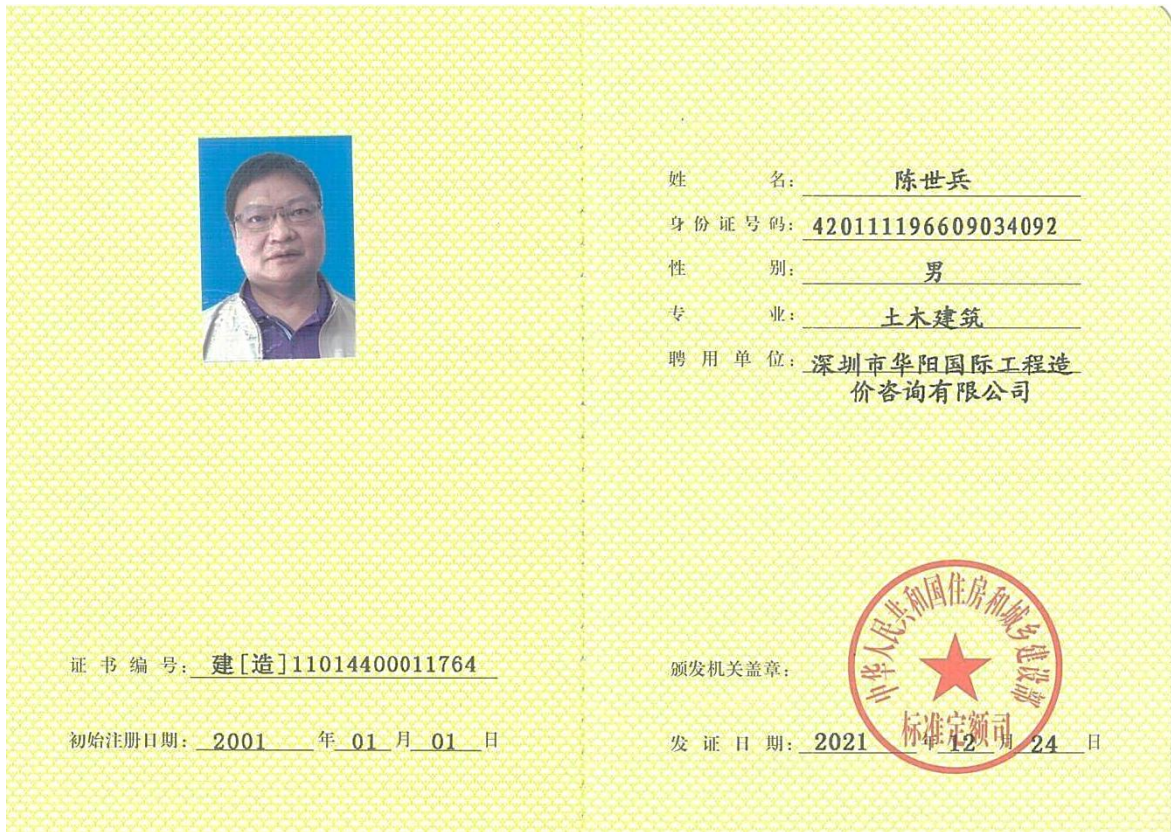 姓 名: 陈世兵
身份证号码: 420111196609034092
性 别: 男
专 业: 土木建筑
聘用单位: 深圳市华阳国际工程造
价咨询有限公司
证书编号: 建[造]11014400011764
初始注册日期: 2001 年 01 月 01 日
颁发机关盖章:
中华人民共和国住房和城乡建设部
标准定额司
发证日期: 2021 年 12 月 24 日